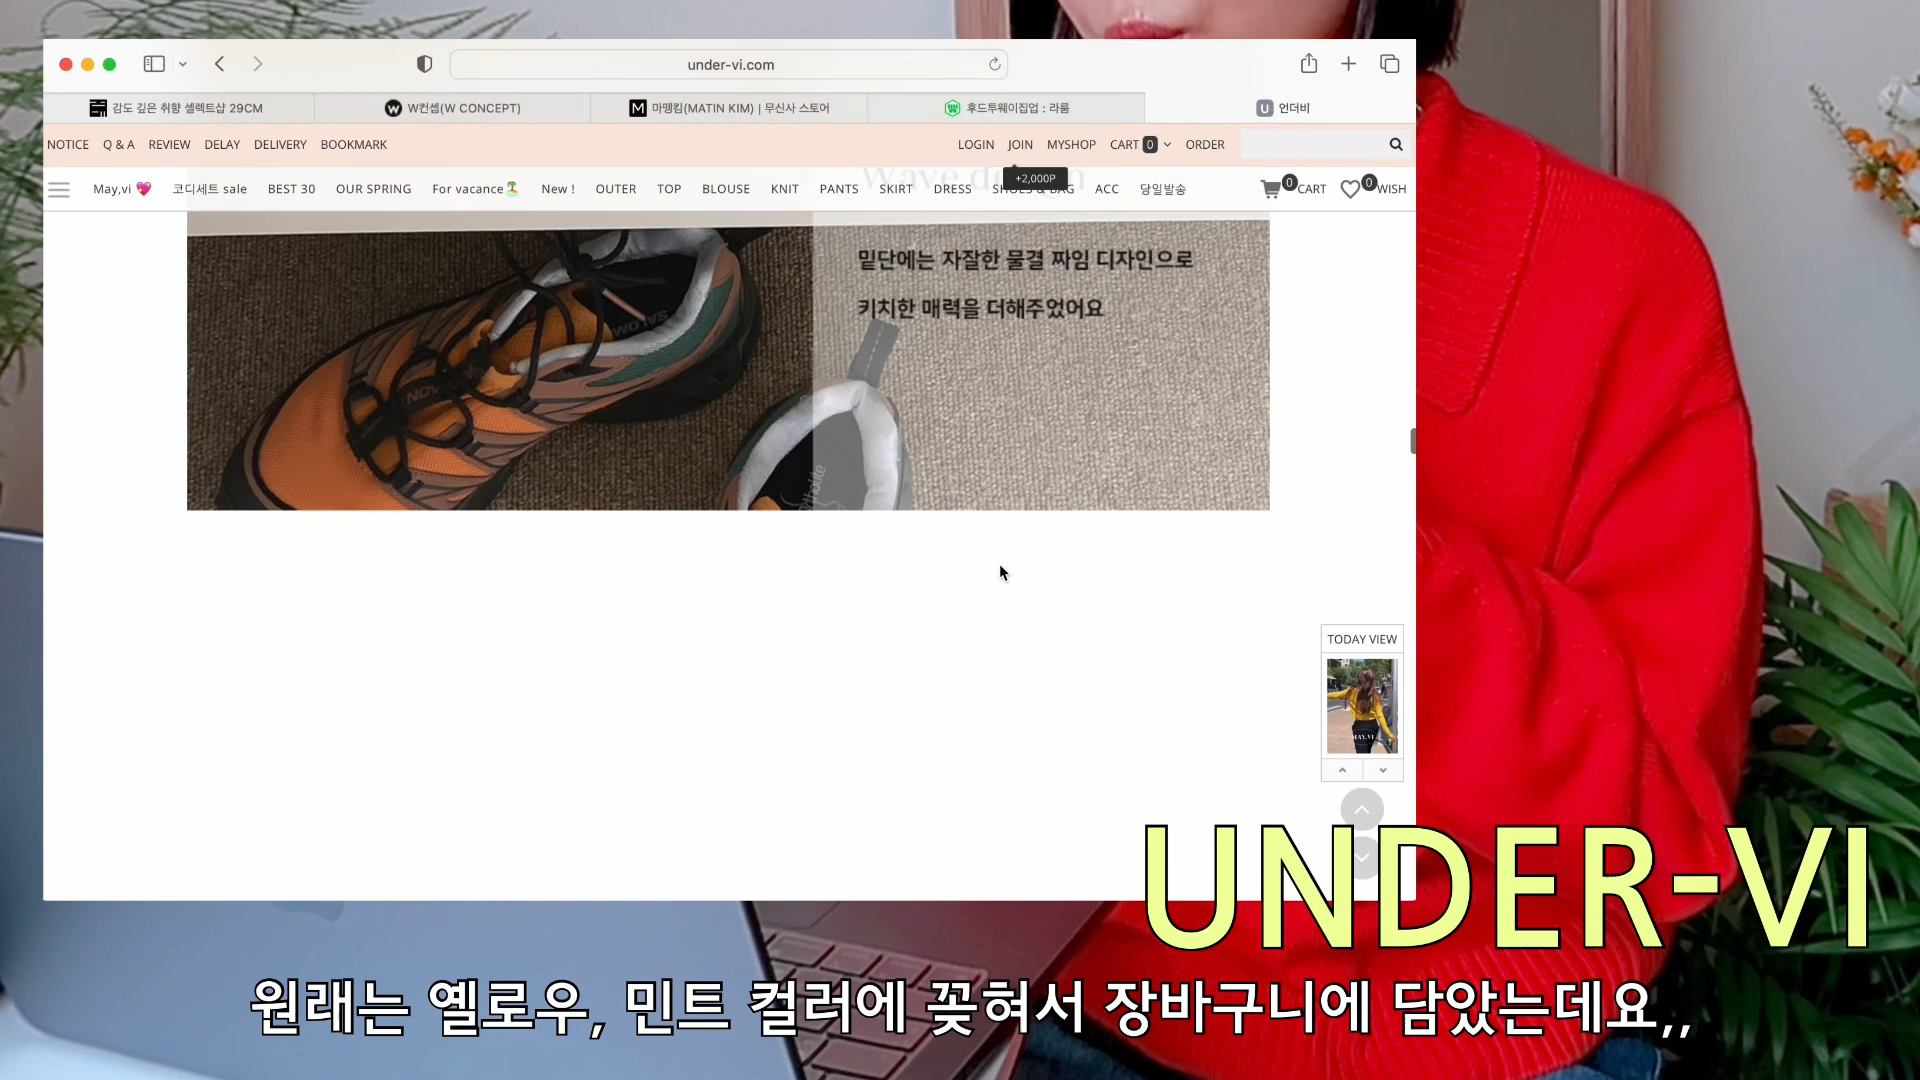 under-vi.com
감도 깊은 취향 셀렉트샵 29CM
W컨셉(W CONCEPT)
마뗑킴(MATIN KIM) | 무신사 스토어
후드투웨이집업 : 라룸
U 언더비
NOTICE Q & A REVIEW DELAY DELIVERY BOOKMARK
LOGIN JOIN MYSHOP CART 0 ORDER
+2,000P
Wave
May,vi 코디세트 sale BEST 30 OUR SPRING For vacance New ! OUTER TOP BLOUSE KNIT PANTS SKIRT DRESS SHOES & BAG ACC 당일발송
0 CART 0 WISH
밑단에는 자잘한 물결 짜임 디자인으로
키치한 매력을 더해주었어요
SALOM
TODAY VIEW
MAY,VI
UNDER-VI
원래는 옐로우, 민트 컬러에 꽂혀서 장바구니에 담았는데요,,